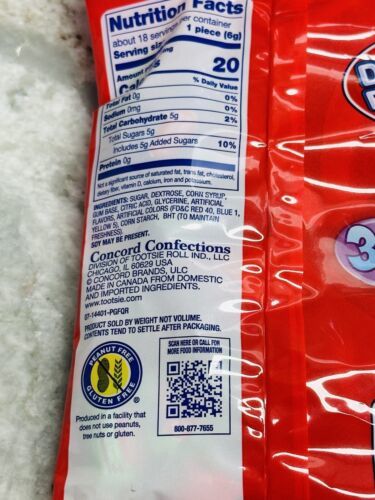 Nutrition Facts
about 18 servings per container
Serving size 1 piece (6g)
Amount
Calories 20
% Daily Value
Total Fat 0g 0%
Sodium 0mg 0%
Total Carbohydrate 5g 2%
Total Sugars 5g
Includes 5g Added Sugars 10%
Protein 0g
Not a significant source of saturated fat, trans fat, cholesterol,
dietary fiber, vitamin D, calcium, iron and potassium.
INGREDIENTS: SUGAR, DEXTROSE, CORN SYRUP,
GUM BASE, CITRIC ACID, GLYCERINE, ARTIFICIAL
FLAVORS, ARTIFICIAL COLORS (FD&C RED 40, BLUE 1,
YELLOW 5), CORN STARCH, BHT (TO MAINTAIN
FRESHNESS).
SOY MAY BE PRESENT.
Concord Confections
DIVISION OF TOOTSIE ROLL IND., LLC
CHICAGO, IL 60629 USA
© CONCORD BRANDS, ULC
MADE IN CANADA FROM DOMESTIC
AND IMPORTED INGREDIENTS.
www.tootsie.com
07-14401-PGFQR
PRODUCT SOLD BY WEIGHT NOT VOLUME.
CONTENTS TEND TO SETTLE AFTER PACKAGING.
PEANUT FREE
GLUTEN FREE
Produced in a facility that
does not use peanuts,
tree nuts or gluten.
SCAN HERE OR CALL FOR
MORE FOOD INFORMATION
800-877-7655
3